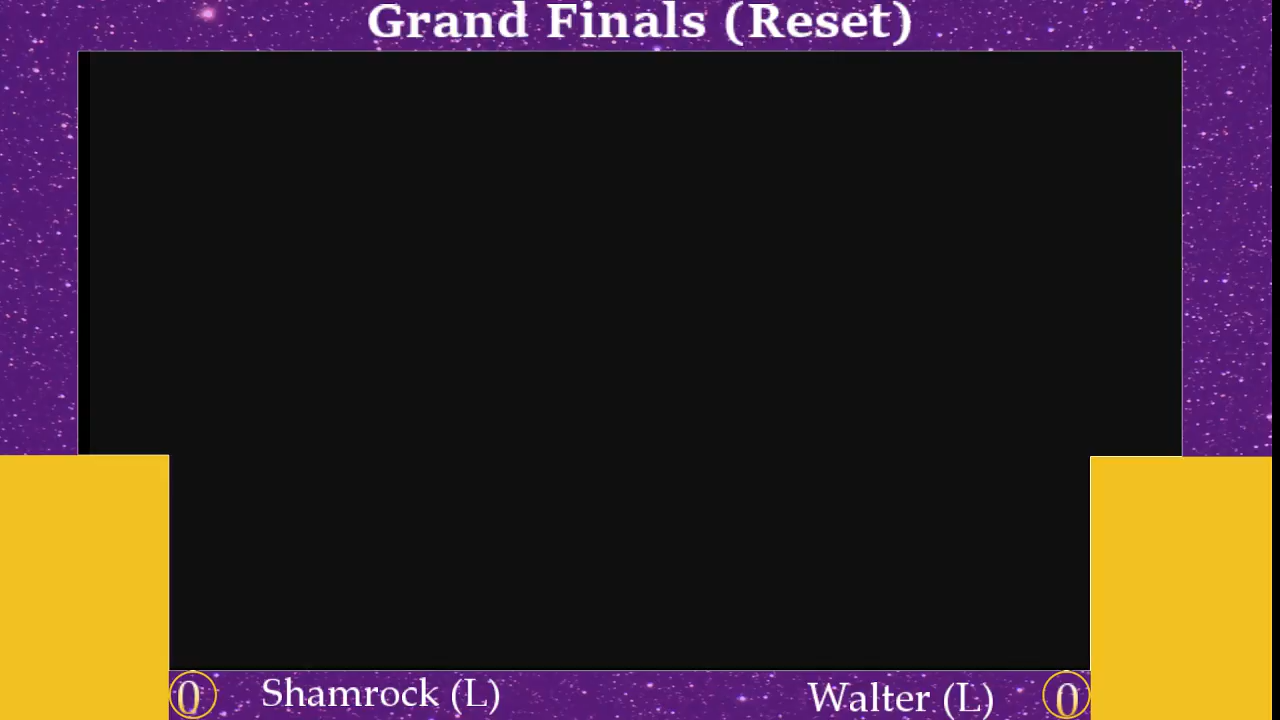 Grand Finals (Reset)
0 Shamrock (L) Walter (L) 0